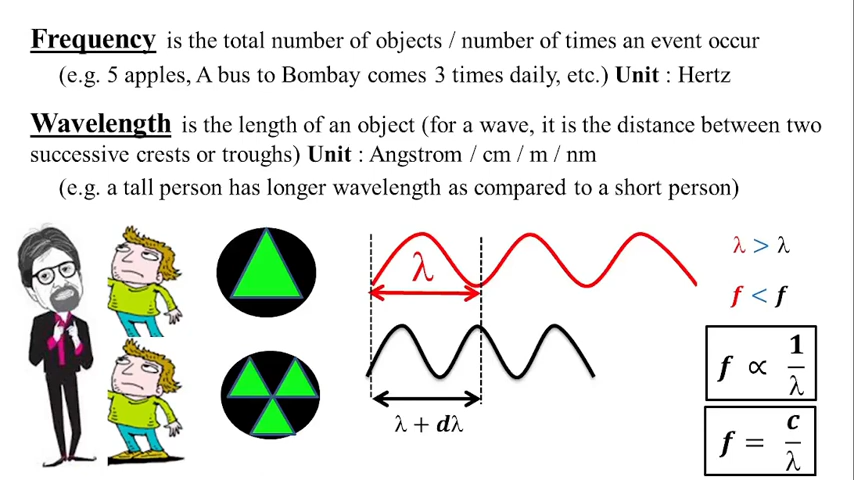 Frequency is the total number of objects / number of times an event occur
(e.g. 5 apples, A bus to Bombay comes 3 times daily, etc.) Unit : Hertz
Wavelength is the length of an object (for a wave, it is the distance between two
successive crests or troughs) Unit : Angstrom / cm / m / nm
(e.g. a tall person has longer wavelength as compared to a short person)
λ
λ + dλ
λ > λ
f < f
f ∝ 1/λ
f = c/λ